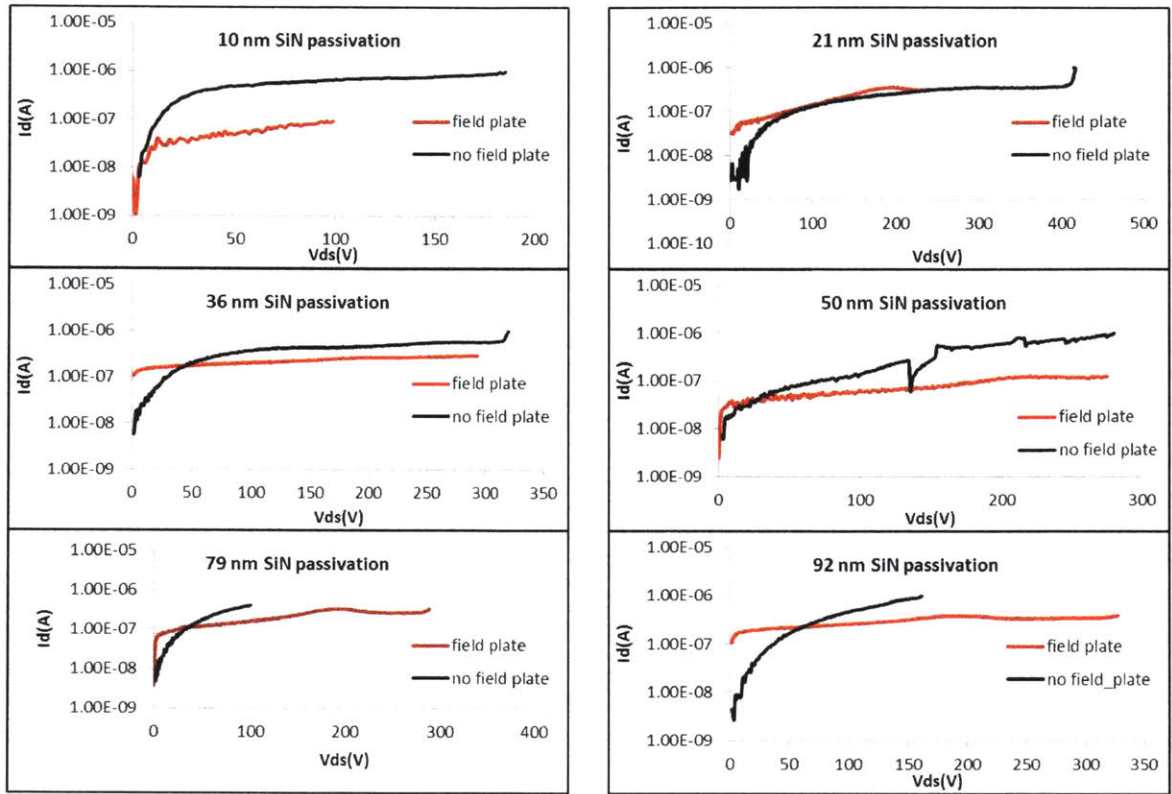 10 nm SiN passivation
1.00E-05
1.00E-06
1.00E-07
1.00E-08
1.00E-09
Id(A)
field plate
no field plate
0 50 100 150 200
Vds(V)
21 nm SiN passivation
1.00E-05
1.00E-06
1.00E-07
1.00E-08
1.00E-09
1.00E-10
Id(A)
field plate
no field plate
0 100 200 300 400 500
Vds(V)
36 nm SiN passivation
1.00E-05
1.00E-06
1.00E-07
1.00E-08
1.00E-09
Id(A)
field plate
no field plate
0 50 100 150 200 250 300 350
Vds(V)
50 nm SiN passivation
1.00E-05
1.00E-06
1.00E-07
1.00E-08
1.00E-09
Id(A)
field plate
no field plate
0 100 200 300
Vds(V)
79 nm SiN passivation
1.00E-05
1.00E-06
1.00E-07
1.00E-08
1.00E-09
Id(A)
field plate
no field plate
0 100 200 300 400
Vds(V)
92 nm SiN passivation
1.00E-05
1.00E-06
1.00E-07
1.00E-08
1.00E-09
Id(A)
field plate
no field_plate
0 50 100 150 200 250 300 350
Vds(V)